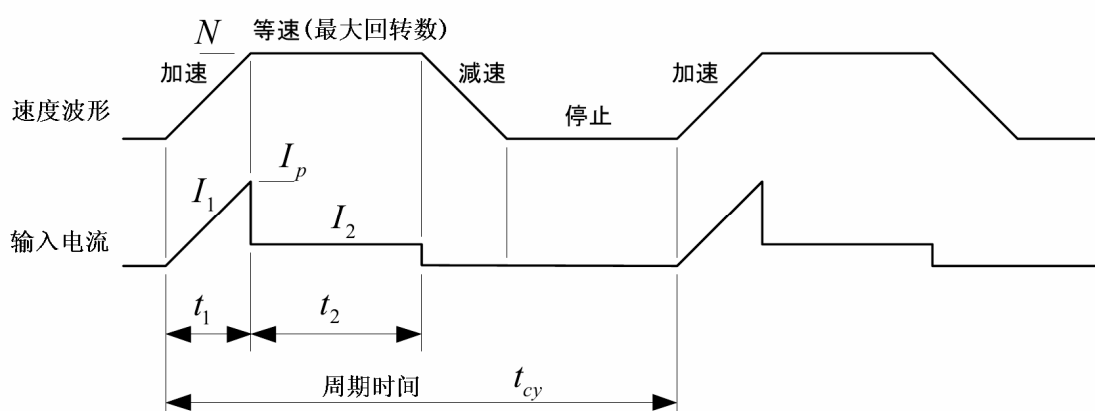 N 等速(最大回转数)
加速 減速 加速
速度波形
停止
I_p
I_1
I_2
输入电流
t_1 t_2
周期时间 t_cy